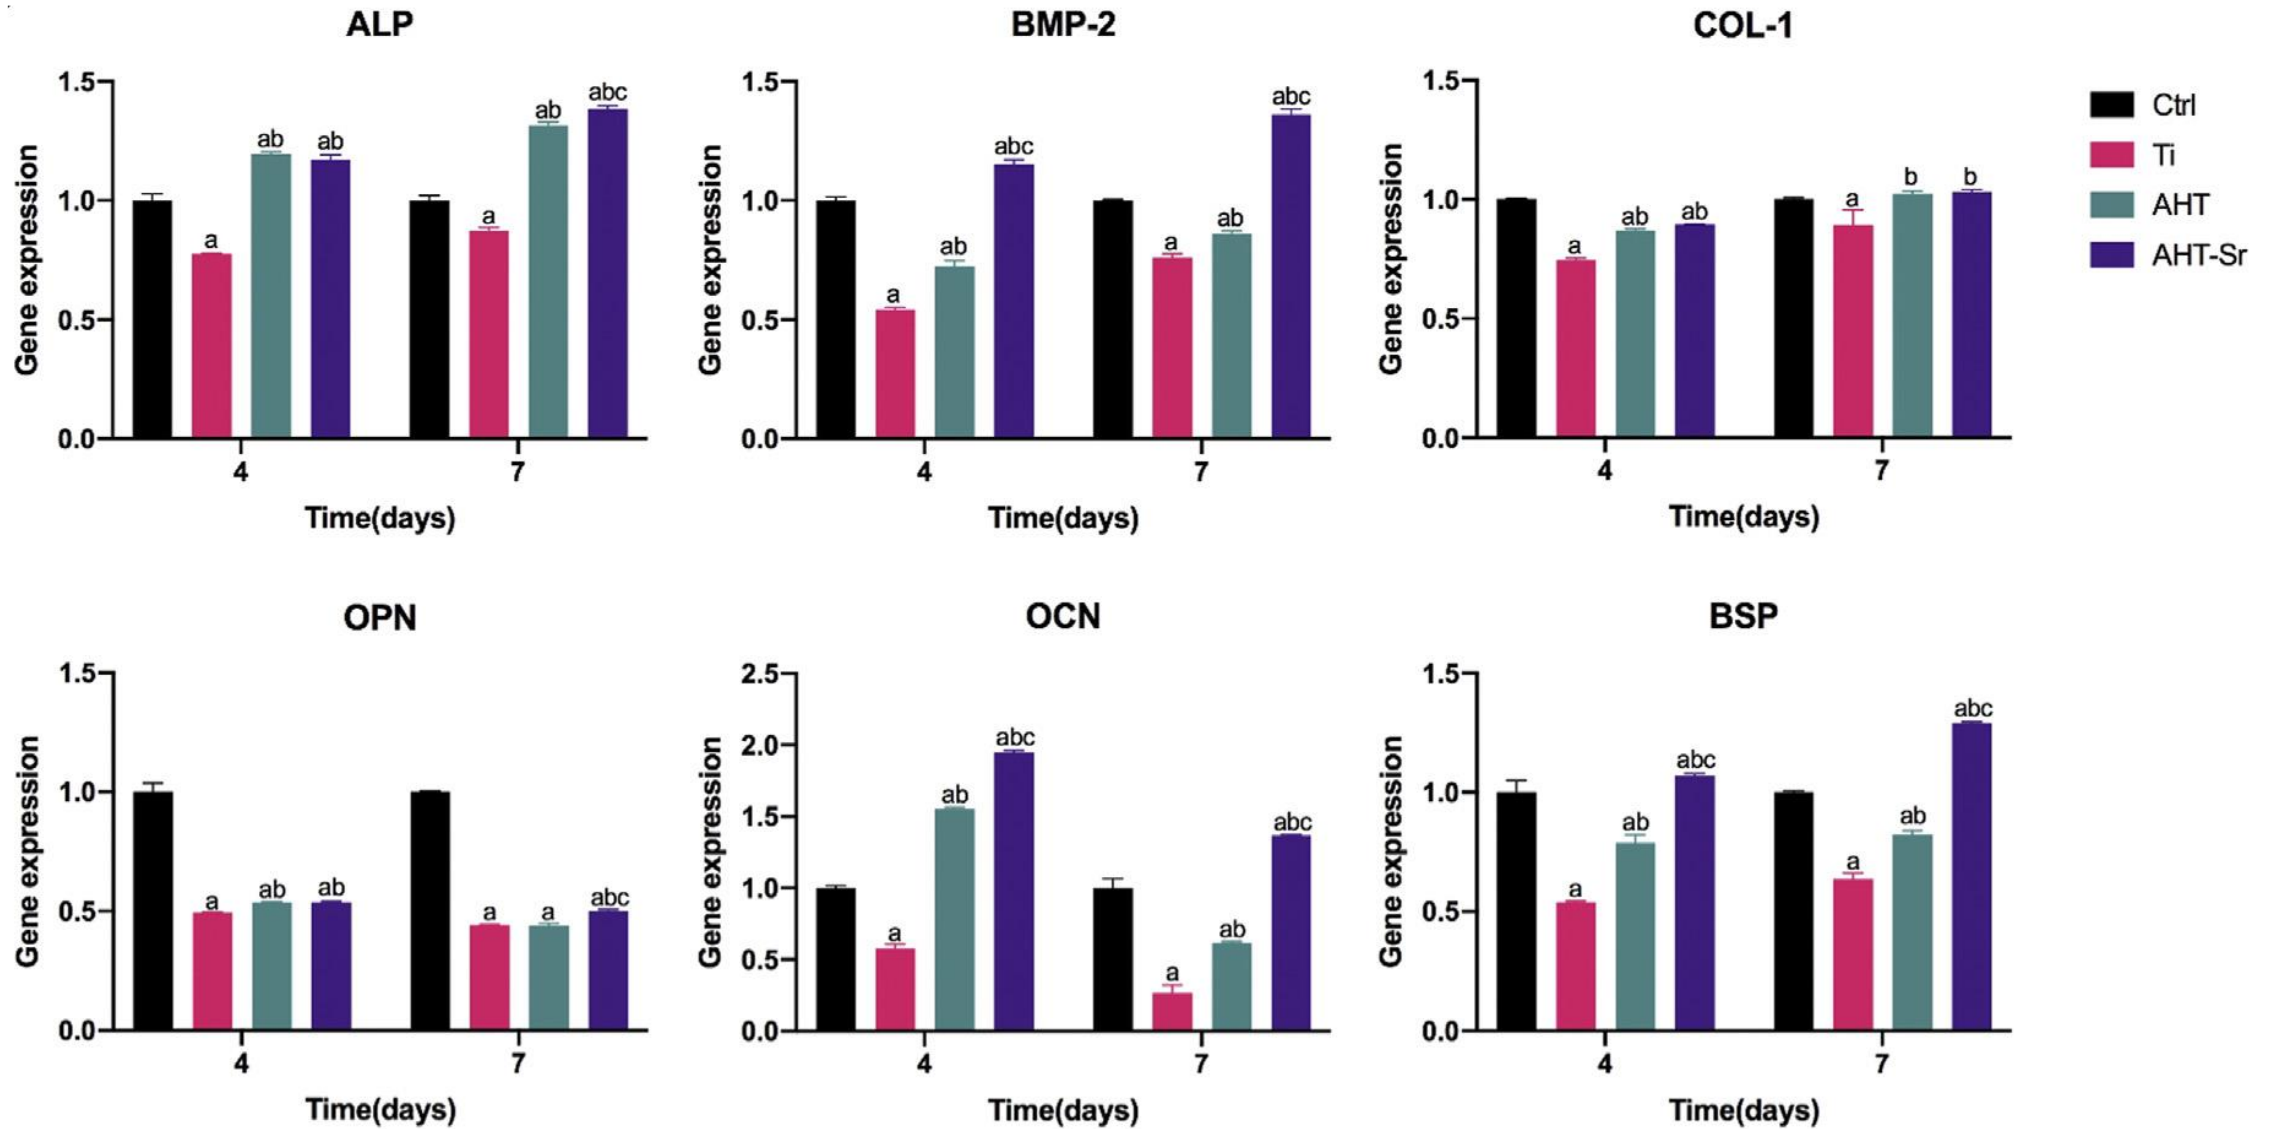 ALP
Gene expression
1.5
1.0
0.5
0.0
a
ab
ab
a
ab
abc
4
7
Time(days)
BMP-2
Gene expression
1.5
1.0
0.5
0.0
a
ab
abc
a
ab
abc
4
7
Time(days)
COL-1
Gene expression
1.5
1.0
0.5
0.0
a
ab
ab
a
b
b
4
7
Time(days)
Ctrl
Ti
AHT
AHT-Sr
OPN
Gene expression
1.5
1.0
0.5
0.0
a
ab
ab
a
a
abc
4
7
Time(days)
OCN
Gene expression
2.5
2.0
1.5
1.0
0.5
0.0
a
ab
abc
a
ab
abc
4
7
Time(days)
BSP
Gene expression
1.5
1.0
0.5
0.0
a
ab
abc
a
ab
abc
4
7
Time(days)